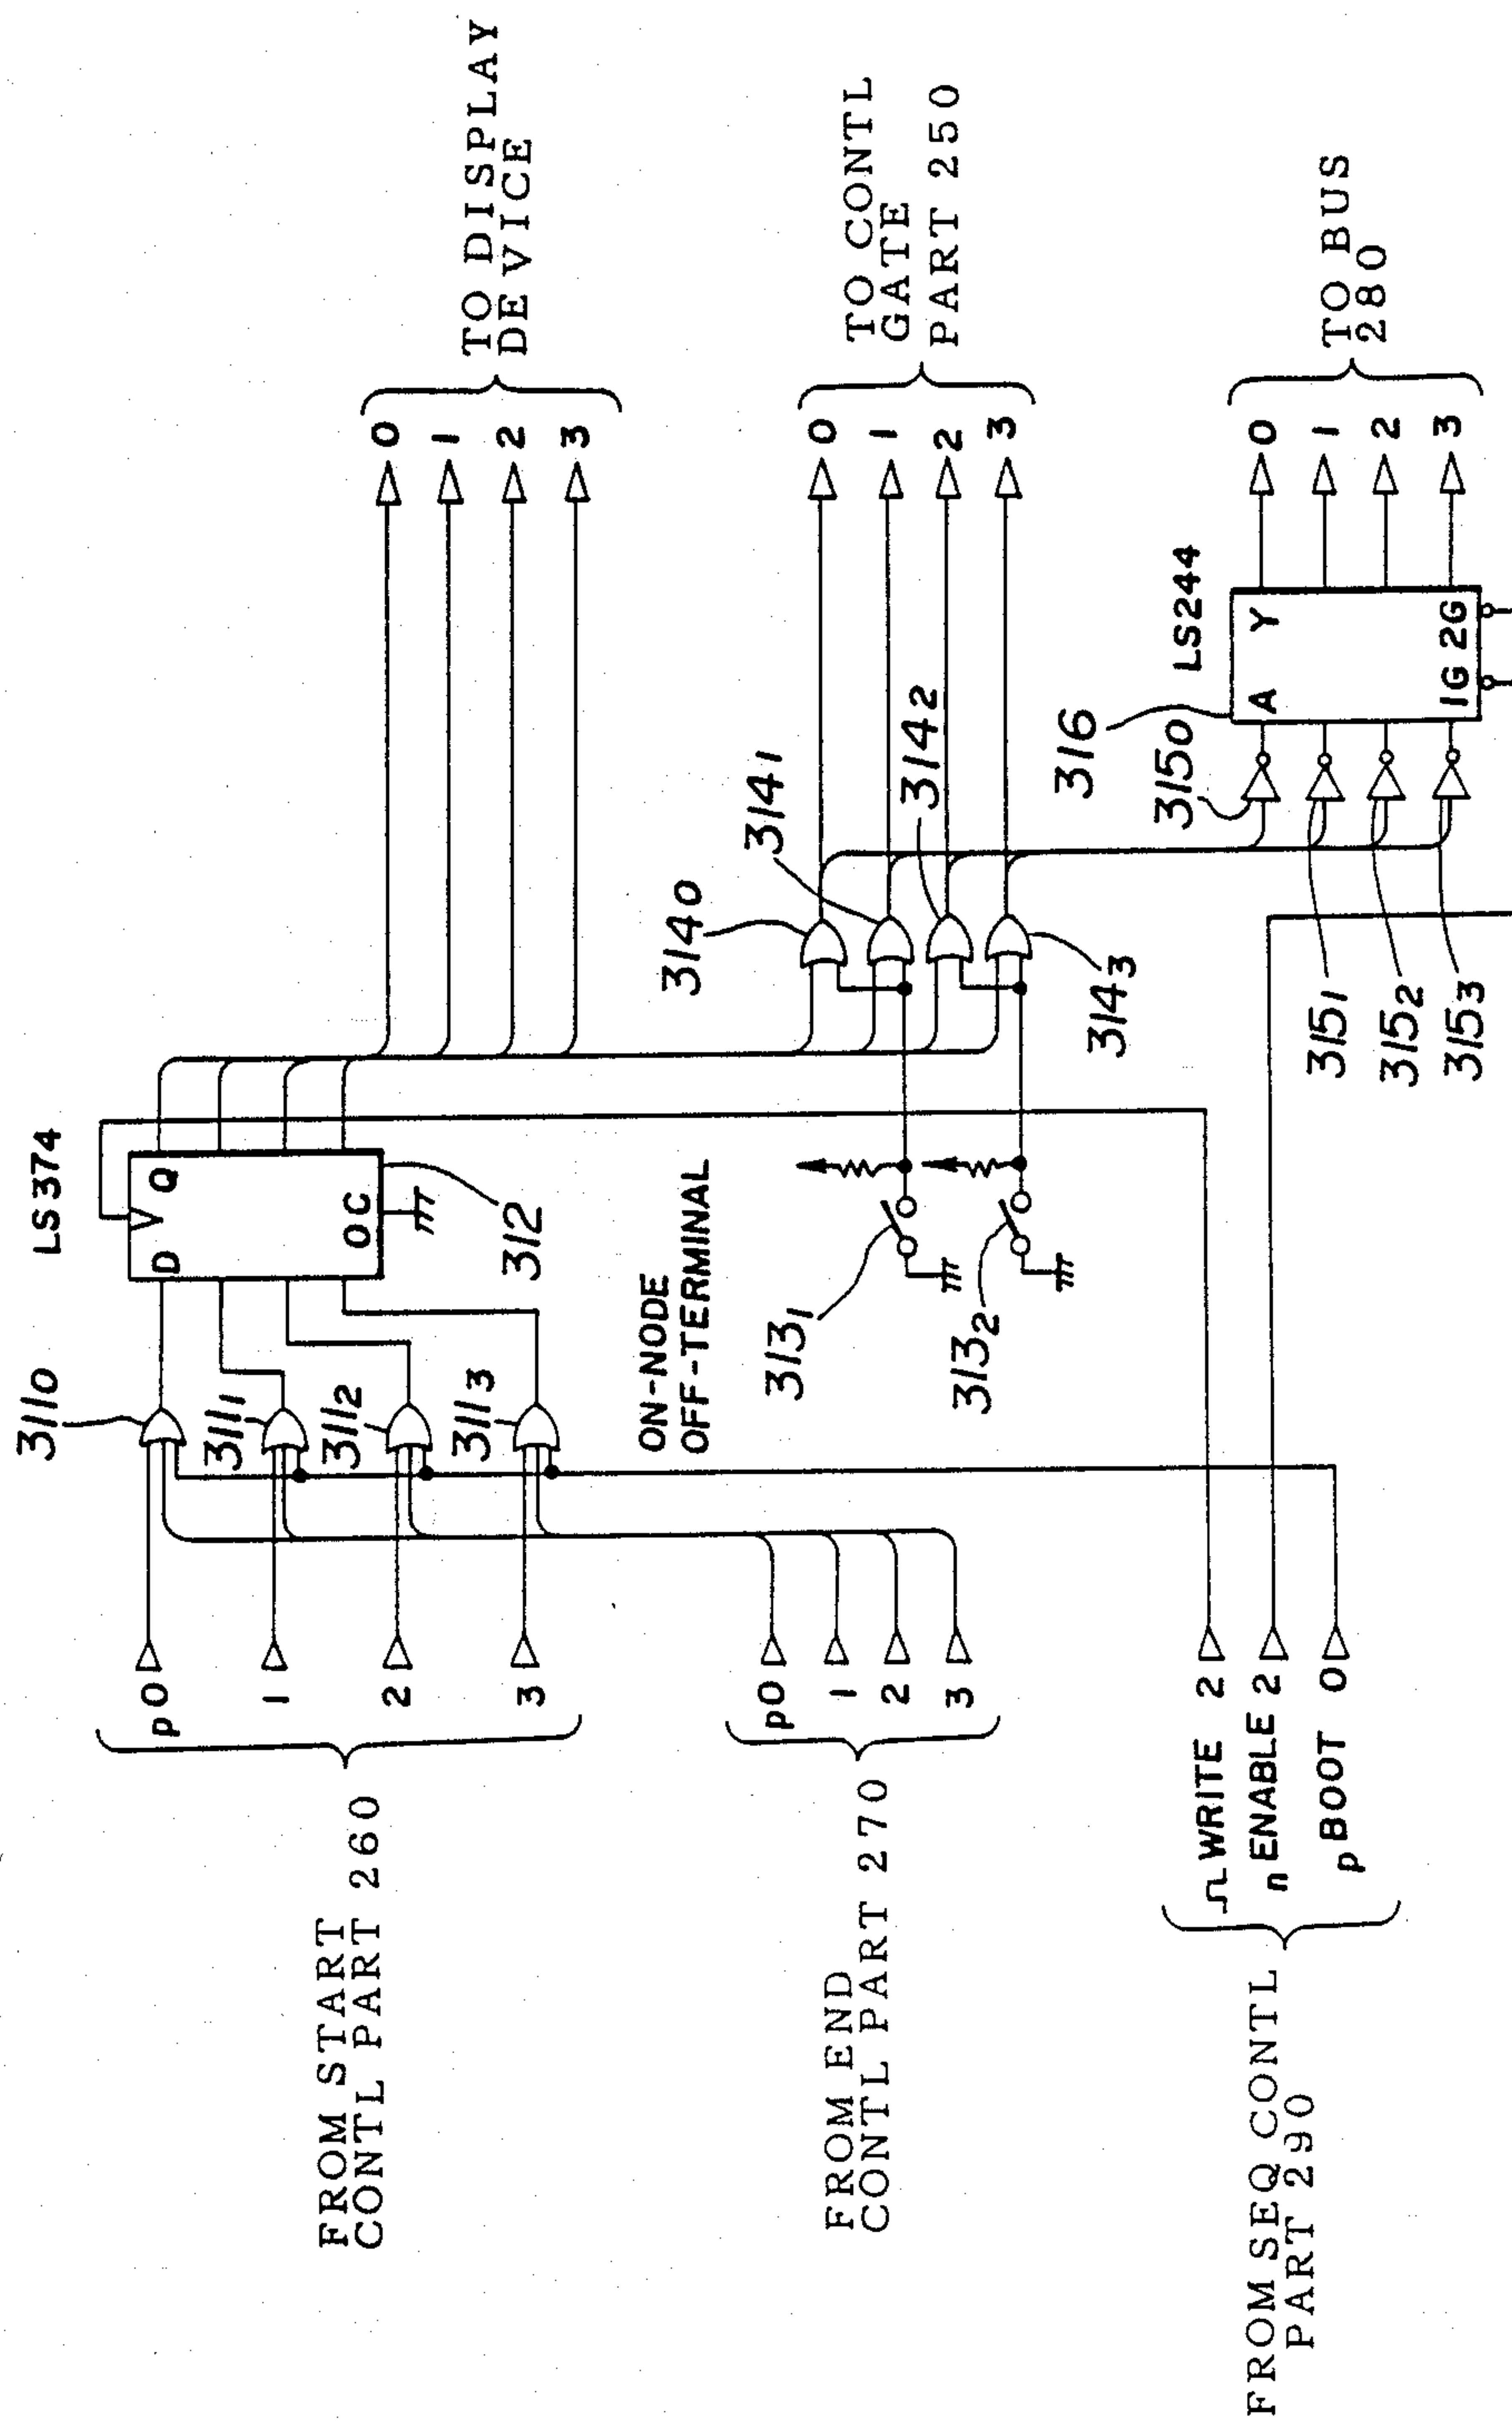 FROM START
CONTL PART 260
p0
1
2
3
3110
3111
3112
3113
LS374
D
Q
OC
312
TO DISPLAY
DEVICE
0
1
2
3
FROM END
CONTL PART 270
p0
1
2
3
ON-NODE
OFF-TERMINAL
3131
3132
3140
3141
3142
3143
TO CONTL
GATE
PART 250
0
1
2
3
FROM SEQ CONTL
PART 290
WRITE 2
n ENABLE 2
p BOOT 0
3150
3151
3152
3153
316
LS244
A
Y
1G 2G
TO BUS
280
0
1
2
3